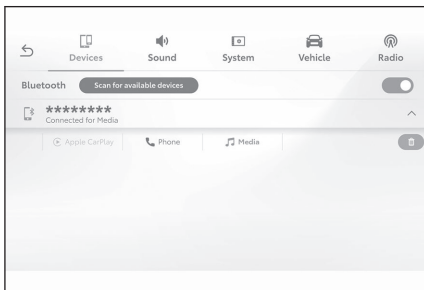 Devices Sound System Vehicle Radio
Bluetooth Scan for available devices
********
Connected for Media
Apple CarPlay Phone Media